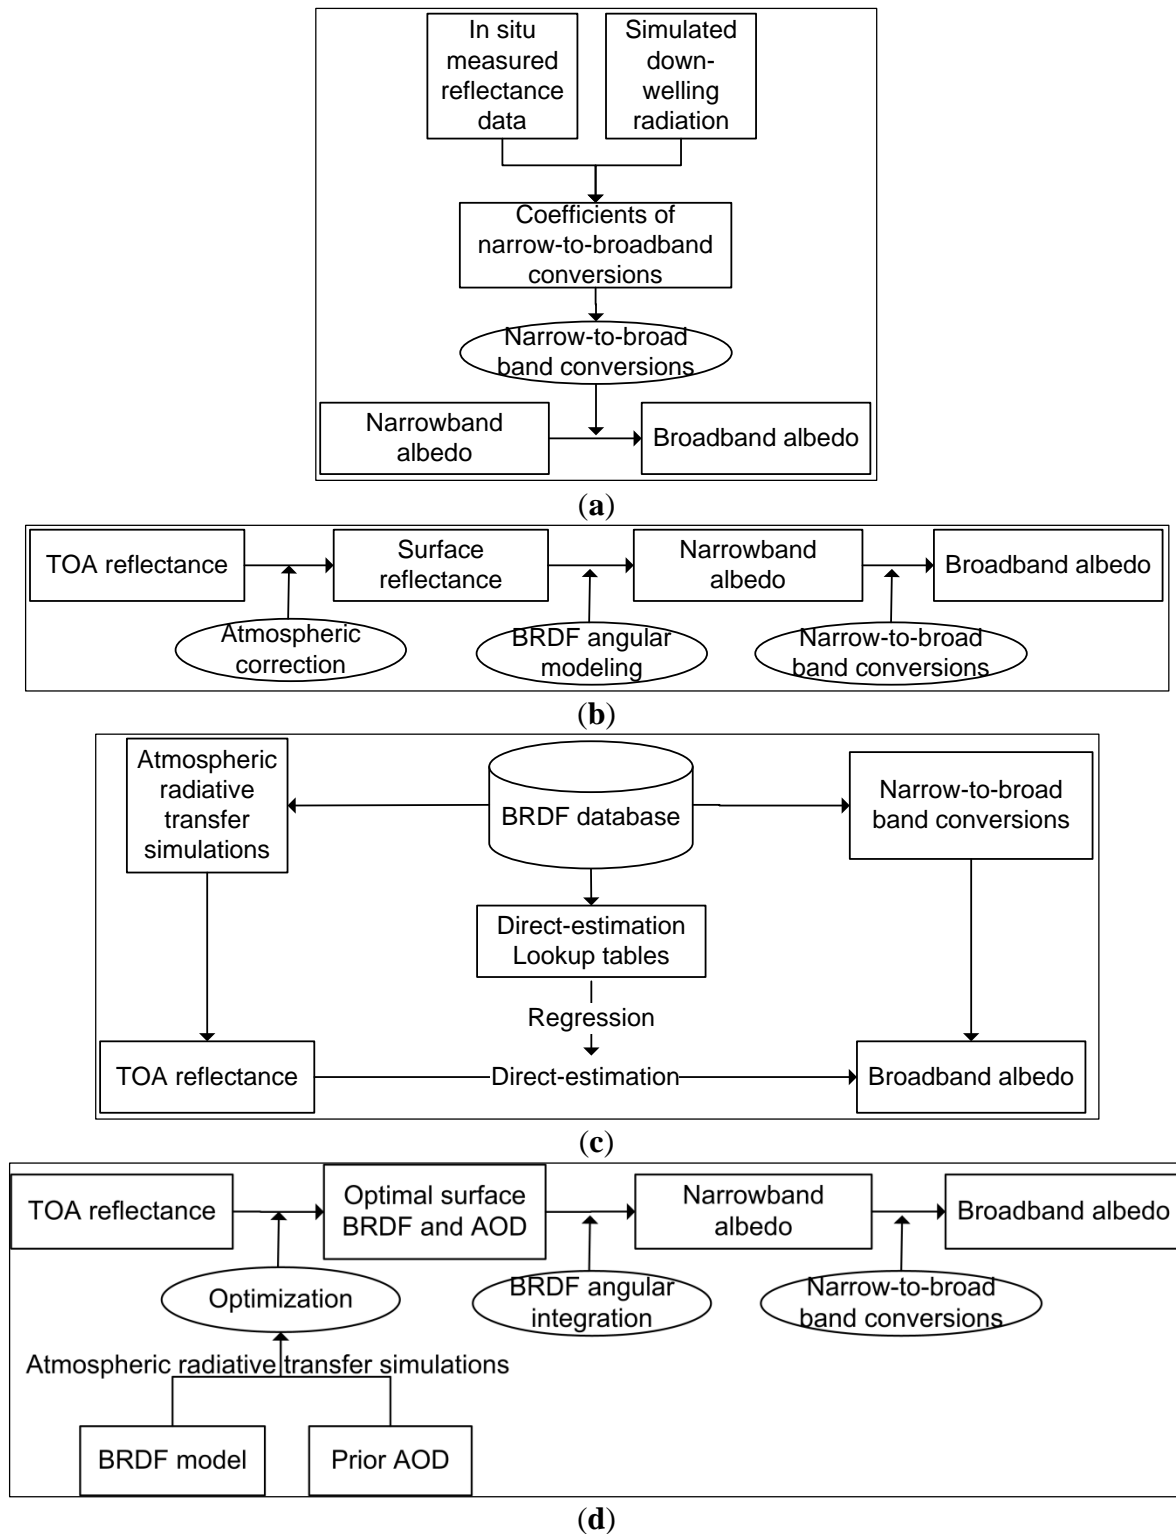 In situ
measured
reflectance
data
Simulated
down-
welling
radiation
Coefficients of
narrow-to-broadband
conversions
Narrow-to-broad
band conversions
Narrowband
albedo
Broadband albedo
(a)
TOA reflectance
Surface
reflectance
Narrowband
albedo
Broadband albedo
Atmospheric
correction
BRDF angular
modeling
Narrow-to-broad
band conversions
(b)
Atmospheric
radiative
transfer
simulations
BRDF database
Narrow-to-broad
band conversions
Direct-estimation
Lookup tables
Regression
TOA reflectance
Direct-estimation
Broadband albedo
(c)
TOA reflectance
Optimal surface
BRDF and AOD
Narrowband
albedo
Broadband albedo
Optimization
BRDF angular
integration
Narrow-to-broad
band conversions
Atmospheric radiative transfer simulations
BRDF model
Prior AOD
(d)